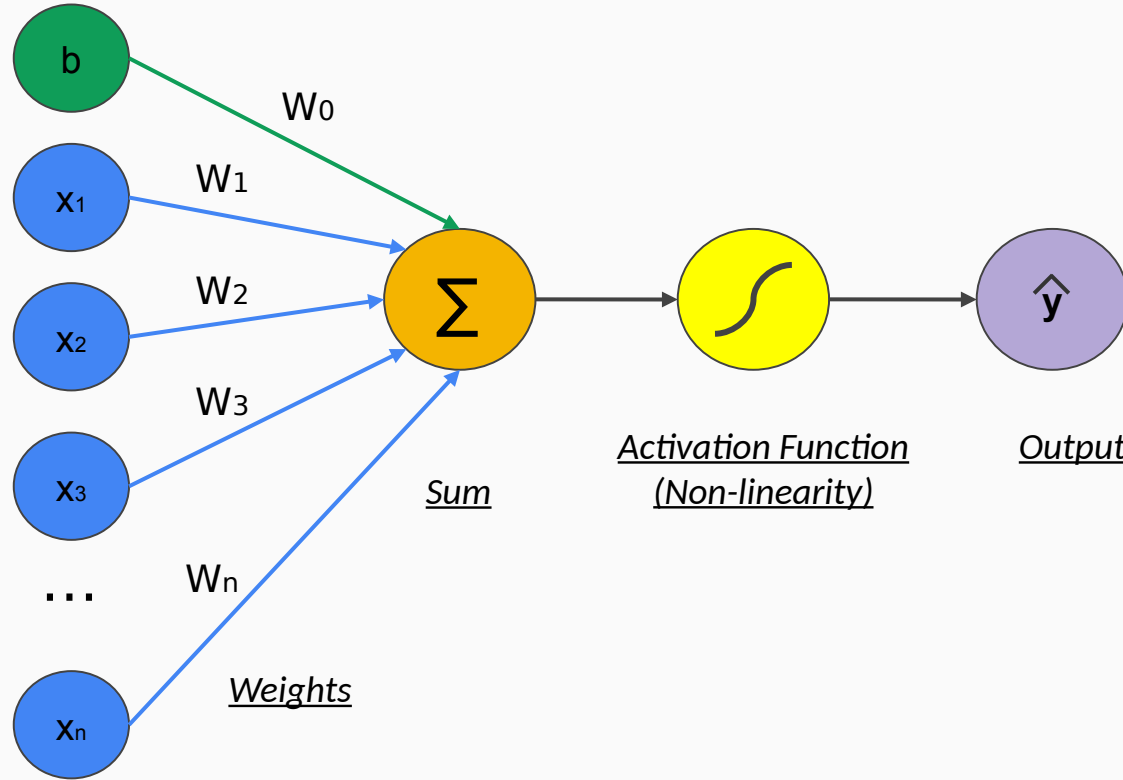 b
W0
x1
W1
x2
W2
x3
W3
...
xn
Wn
Weights
∑
Sum
Activation Function
(Non-linearity)
ŷ
Output